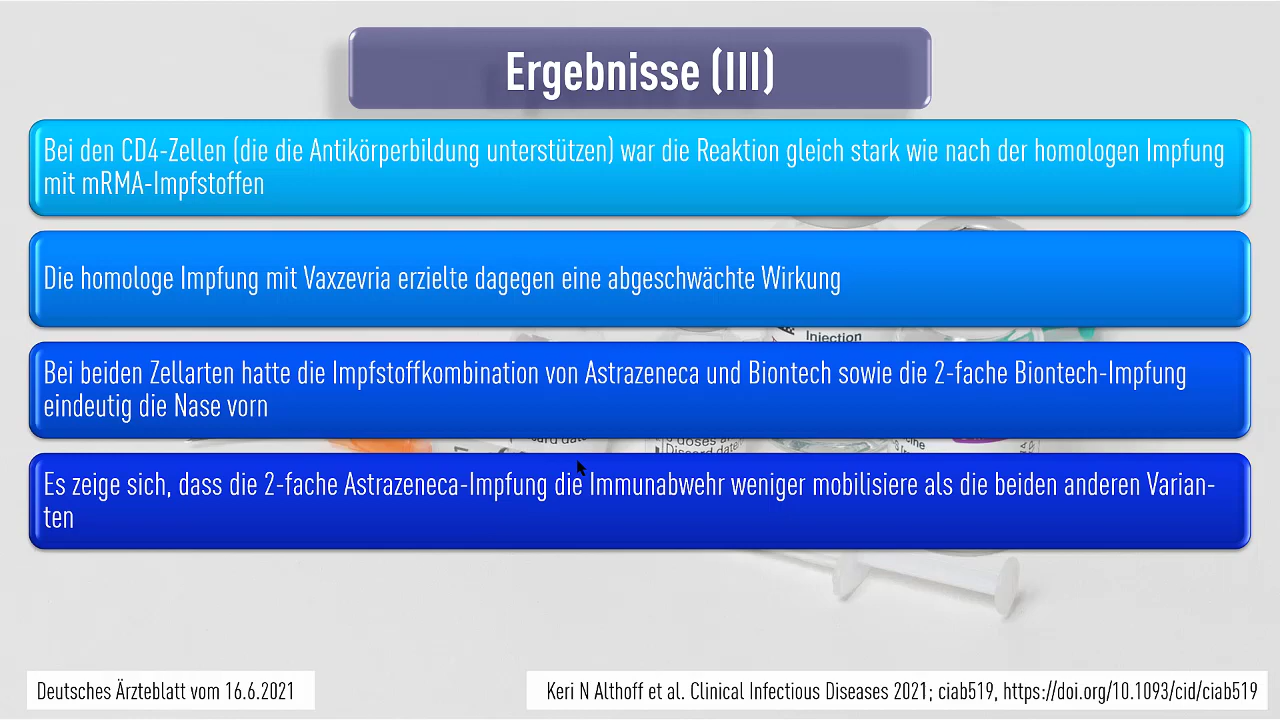 Ergebnisse (III)
Bei den CD4-Zellen (die die Antikörperbildung unterstützen) war die Reaktion gleich stark wie nach der homologen Impfung
mit mRMA-Impfstoffen
Die homologe Impfung mit Vaxzevria erzielte dagegen eine abgeschwächte Wirkung
Injection
Bei beiden Zellarten hatte die Impfstoffkombination von Astrazeneca und Biontech sowie die 2-fache Biontech-Impfung
eindeutig die Nase vorn
Es zeige sich, dass die 2-fache Astrazeneca-Impfung die Immunabwehr weniger mobilisiere als die beiden anderen Varian-
ten
Deutsches Ärzteblatt vom 16.6.2021
Keri N Althoff et al. Clinical Infectious Diseases 2021; ciab519, https://doi.org/10.1093/cid/ciab519